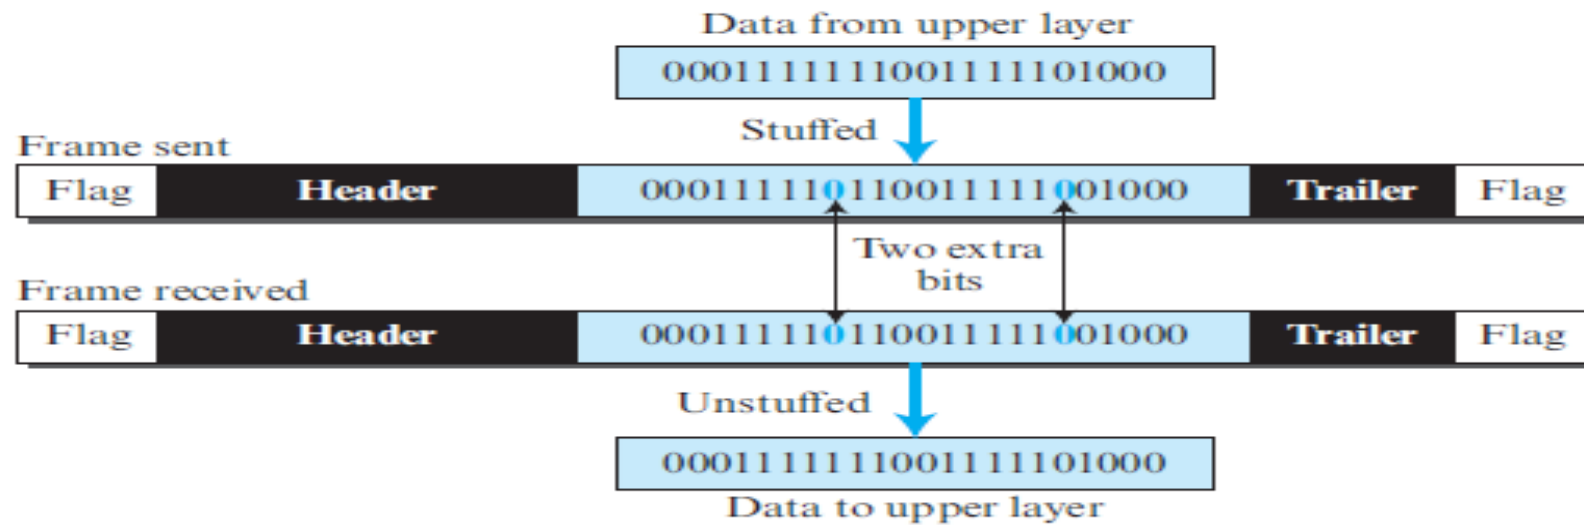 Data from upper layer
0001111111001111101000
Stuffed
Frame sent
Flag Header 000111110110011111001000 Trailer Flag
Two extra
bits
Frame received
Flag Header 000111110110011111001000 Trailer Flag
Unstuffed
0001111111001111101000
Data to upper layer